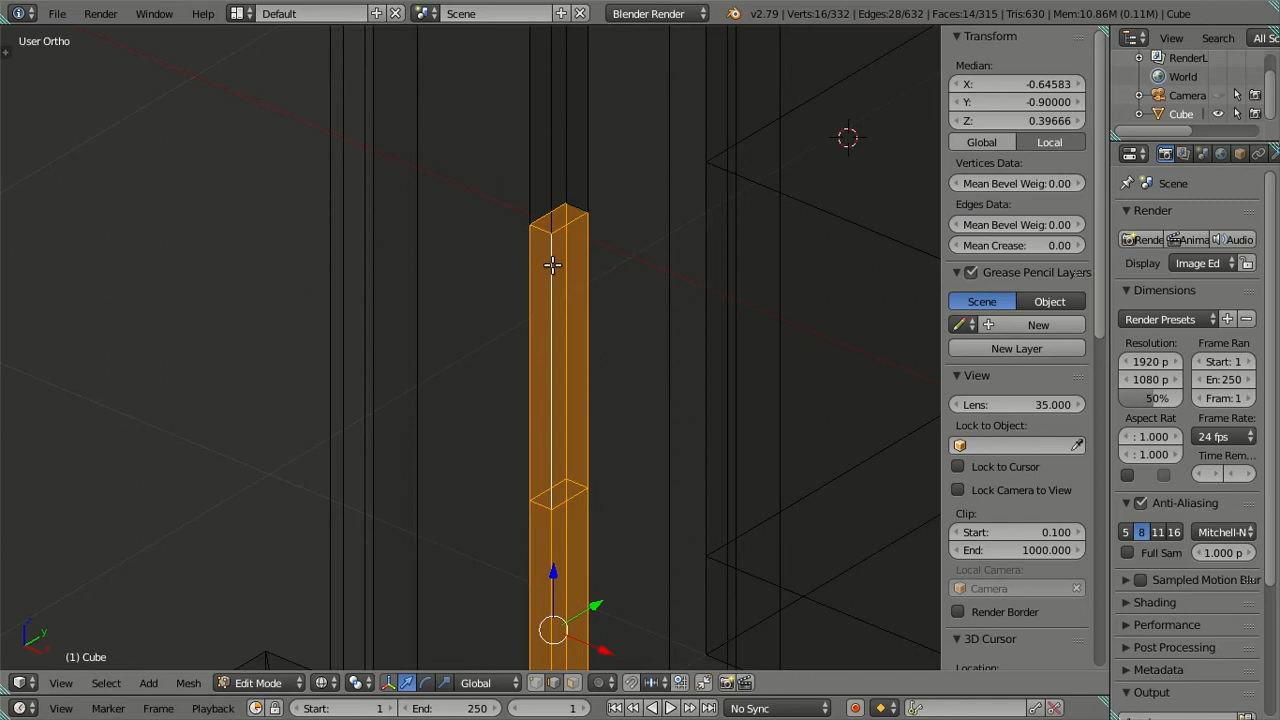 File Render Window Help Default Scene Blender Render v2.79 | Verts:16/332 | Edges:28/632 | Faces:14/315 | Tris:630 | Mem:10.86M (0.11M) | Cube
User Ortho
Transform
Median:
X: -0.64583
Y: -0.90000
Z: 0.39666
Global Local
Vertices Data:
Mean Bevel Weig: 0.00
Edges Data:
Mean Bevel Weig: 0.00
Mean Crease: 0.00
Grease Pencil Layers
Scene Object
New
New Layer
View
Lens: 35.000
Lock to Object:
Lock to Cursor
Lock Camera to View
Clip:
Start: 0.100
End: 1000.000
Local Camera:
Camera
Render Border
3D Cursor
View Search All Sc
RenderL
World
Camera
Cube
Scene
Render
Rende Anima Audio
Display Image Ed
Dimensions
Render Presets
Resolution: Frame Ran
1920 p Start: 1
1080 p En: 250
50% Fram: 1
Aspect Rat Frame Rate:
: 1.000 24 fps
: 1.000 Time Rem...
Anti-Aliasing
5 8 11 16 Mitchell-N
Full Sam 1.000 p
Sampled Motion Blur
Shading
Performance
Post Processing
Metadata
Output
z y x
(1) Cube
View Select Add Mesh Edit Mode Global
View Marker Frame Playback Start: 1 End: 250 1 No Sync